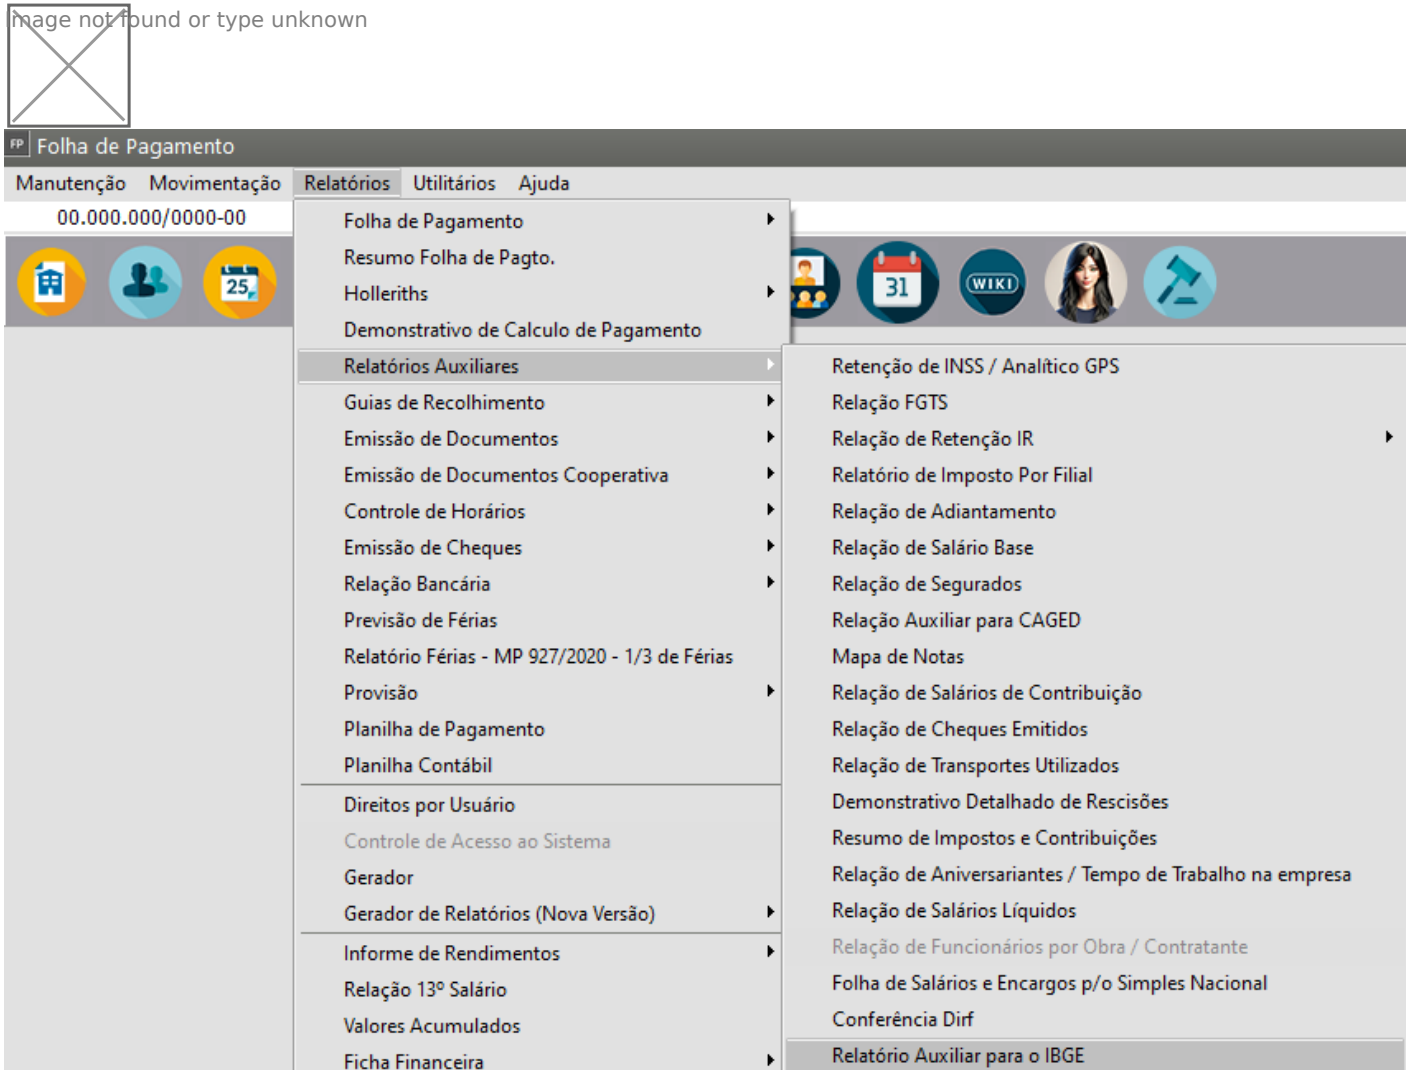 Image not found or type unknown
FP Folha de Pagamento
Manutenção Movimentação Relatórios Utilitários Ajuda
00.000.000/0000-00
25
31
WIKI
Folha de Pagamento
Resumo Folha de Pagto.
Holleriths
Demonstrativo de Calculo de Pagamento
Relatórios Auxiliares
Guias de Recolhimento
Emissão de Documentos
Emissão de Documentos Cooperativa
Controle de Horários
Emissão de Cheques
Relação Bancária
Previsão de Férias
Relatório Férias - MP 927/2020 - 1/3 de Férias
Provisão
Planilha de Pagamento
Planilha Contábil
Direitos por Usuário
Controle de Acesso ao Sistema
Gerador
Gerador de Relatórios (Nova Versão)
Informe de Rendimentos
Relação 13º Salário
Valores Acumulados
Ficha Financeira
Retenção de INSS / Analítico GPS
Relação FGTS
Relação de Retenção IR
Relatório de Imposto Por Filial
Relação de Adiantamento
Relação de Salário Base
Relação de Segurados
Relação Auxiliar para CAGED
Mapa de Notas
Relação de Salários de Contribuição
Relação de Cheques Emitidos
Relação de Transportes Utilizados
Demonstrativo Detalhado de Rescisões
Resumo de Impostos e Contribuições
Relação de Aniversariantes / Tempo de Trabalho na empresa
Relação de Salários Líquidos
Relação de Funcionários por Obra / Contratante
Folha de Salários e Encargos p/o Simples Nacional
Conferência Dirf
Relatório Auxiliar para o IBGE